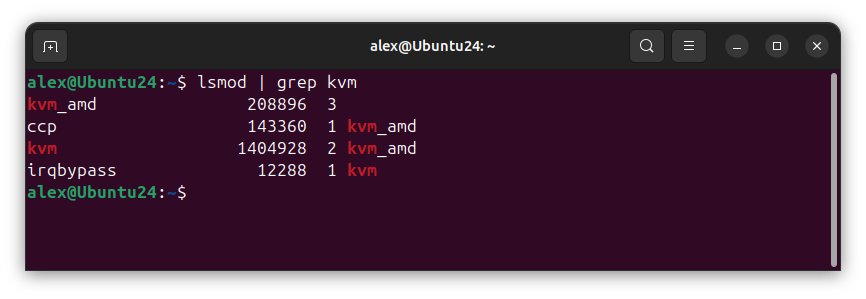 alex@Ubuntu24: ~
alex@Ubuntu24:~$ lsmod | grep kvm
kvm_amd               208896  3
ccp                   143360  1 kvm_amd
kvm                  1404928  2 kvm_amd
irqbypass              12288  1 kvm
alex@Ubuntu24:~$